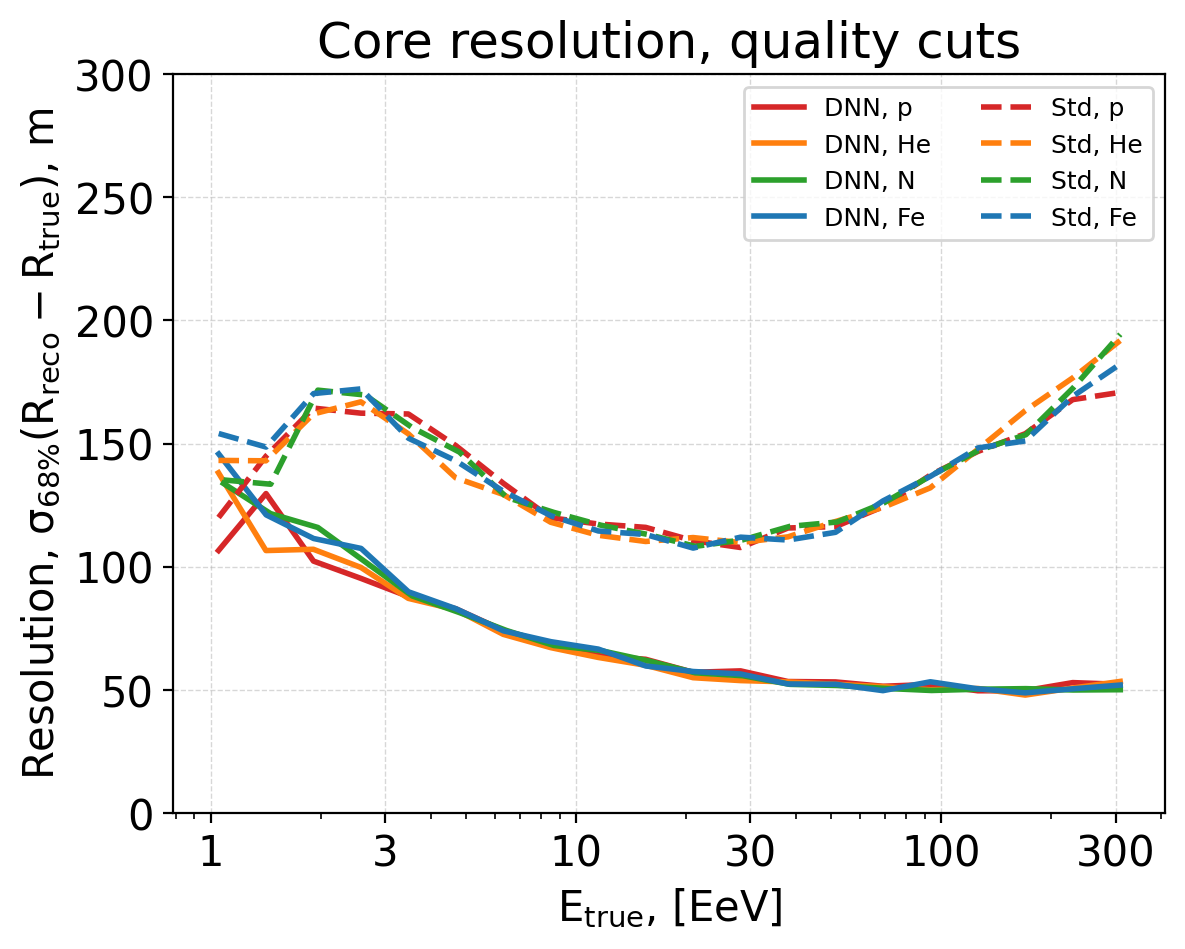 Core resolution, quality cuts
Resolution, σ68%(Rreco − Rtrue), m
300
250
200
150
100
50
0
DNN, p
DNN, He
DNN, N
DNN, Fe
Std, p
Std, He
Std, N
Std, Fe
1 3 10 30 100 300
Etrue, [EeV]